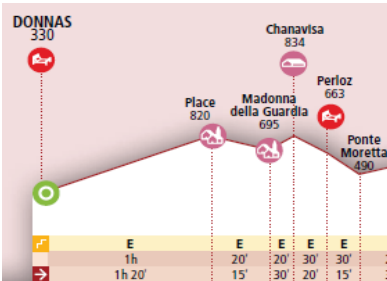 DONNAS
330
Chanavisa
834
Perloz
663
Place
820
Madonna
della Guardia
695
Ponte
Moretta
490
E E E E E
1h 20' 20' 30' 30'
1h 20' 15' 30' 20' 15'